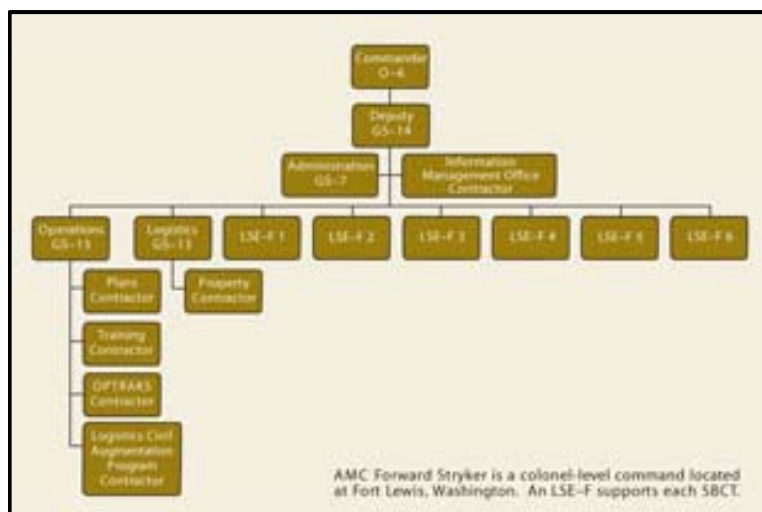 Commander
O-6
Deputy
GS-14
Administration
GS-7
Information
Management Office
Contractor
Operations
GS-13
Logistics
GS-13
LSE-F 1
LSE-F 2
LSE-F 3
LSE-F 4
LSE-F 5
LSE-F 6
Plans
Contractor
Property
Contractor
Training
Contractor
OPTRAKS
Contractor
Logistics Civil
Augmentation
Program
Contractor
AMC Forward Stryker is a colonel-level command located
at Fort Lewis, Washington. An LSE-F supports each SBCT.